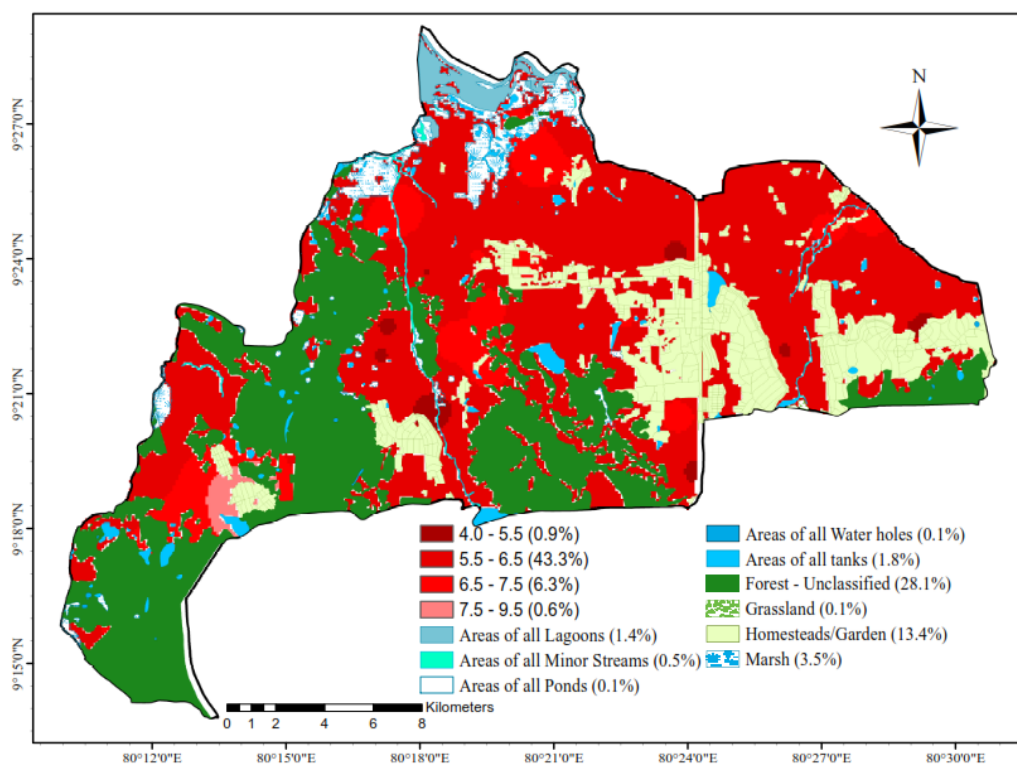 N
9°27'0"N
9°24'0"N
9°21'0"N
9°18'0"N
9°15'0"N
4.0 - 5.5 (0.9%)
5.5 - 6.5 (43.3%)
6.5 - 7.5 (6.3%)
7.5 - 9.5 (0.6%)
Areas of all Lagoons (1.4%)
Areas of all Minor Streams (0.5%)
Areas of all Ponds (0.1%)
Areas of all Water holes (0.1%)
Areas of all tanks (1.8%)
Forest - Unclassified (28.1%)
Grassland (0.1%)
Homesteads/Garden (13.4%)
Marsh (3.5%)
Kilometers
0 1 2 4 6 8
80°12'0"E 80°15'0"E 80°18'0"E 80°21'0"E 80°24'0"E 80°27'0"E 80°30'0"E